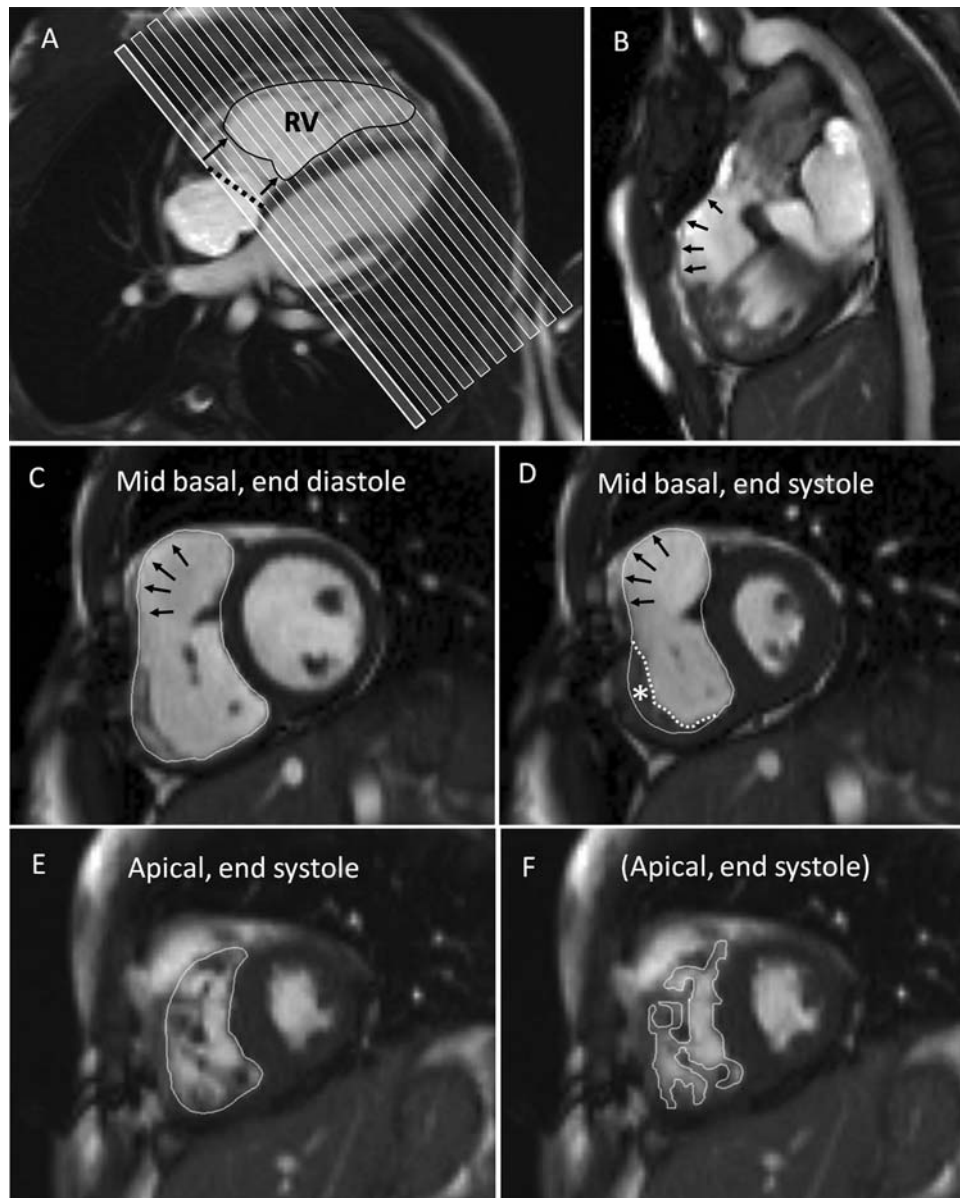 A
RV
B
C
Mid basal, end diastole
D
Mid basal, end systole
*
E
Apical, end systole
F
(Apical, end systole)